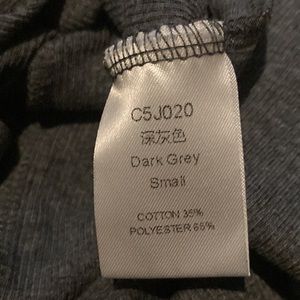 C5J020
深灰色
Dark Grey
Small
COTTON 35%
POLYESTER 65%